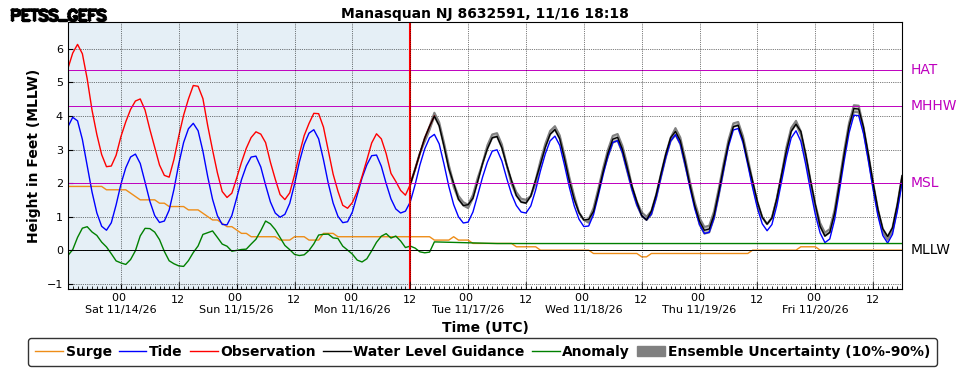 PETSS_GEFS
Manasquan NJ 8632591, 11/16 18:18
Height in Feet (MLLW)
6
5
4
3
2
1
0
−1
HAT
MHHW
MSL
MLLW
00 12 00 12 00 12 00 12 00 12 00 12 00 12
Sat 11/14/26 Sun 11/15/26 Mon 11/16/26 Tue 11/17/26 Wed 11/18/26 Thu 11/19/26 Fri 11/20/26
Time (UTC)
Surge Tide Observation Water Level Guidance Anomaly Ensemble Uncertainty (10%-90%)